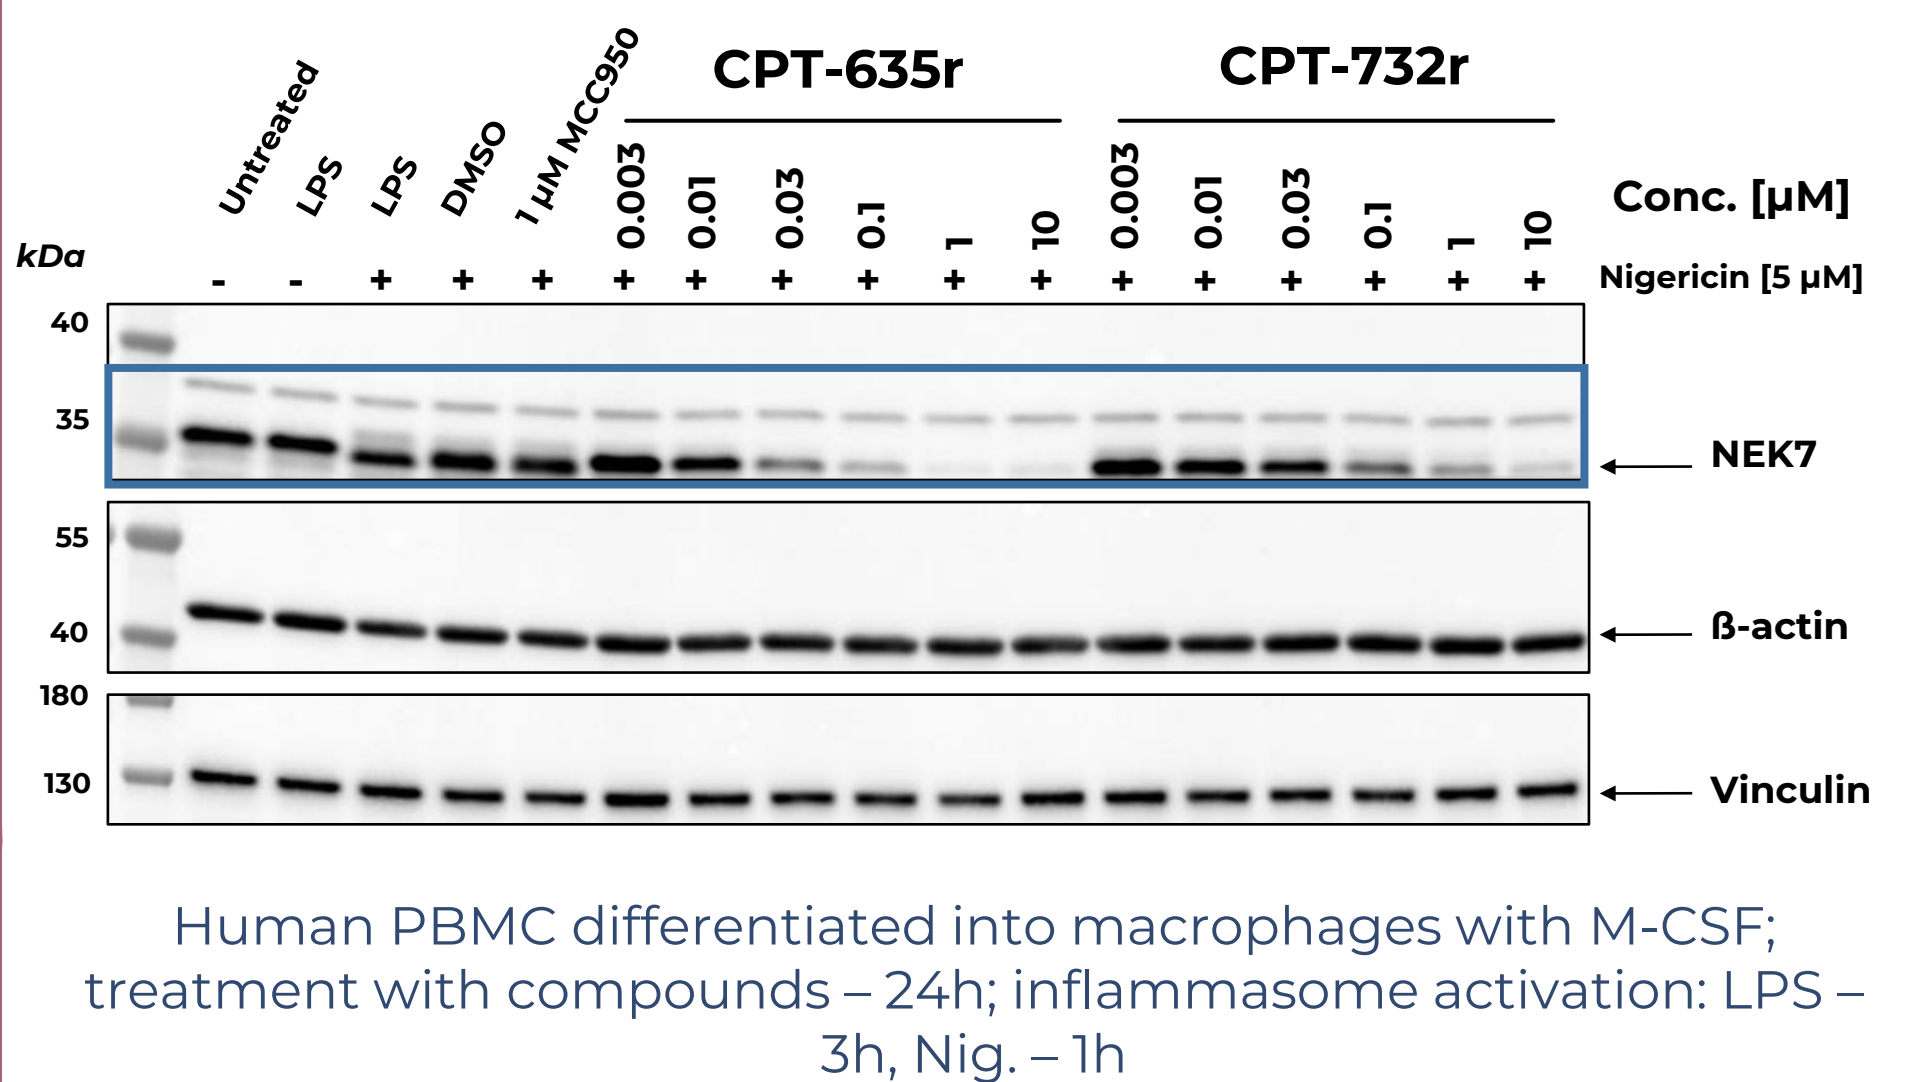 CPT-635r
CPT-732r
Untreated
LPS
LPS
DMSO
1 µM MCC950
0.003
0.01
0.03
0.1
1
10
0.003
0.01
0.03
0.1
1
10
Conc. [µM]
kDa
- - + + + + + + + + + + + + + + + Nigericin [5 µM]
40
35
NEK7
55
40
ß-actin
180
130
Vinculin
Human PBMC differentiated into macrophages with M-CSF;
treatment with compounds – 24h; inflammasome activation: LPS –
3h, Nig. – 1h